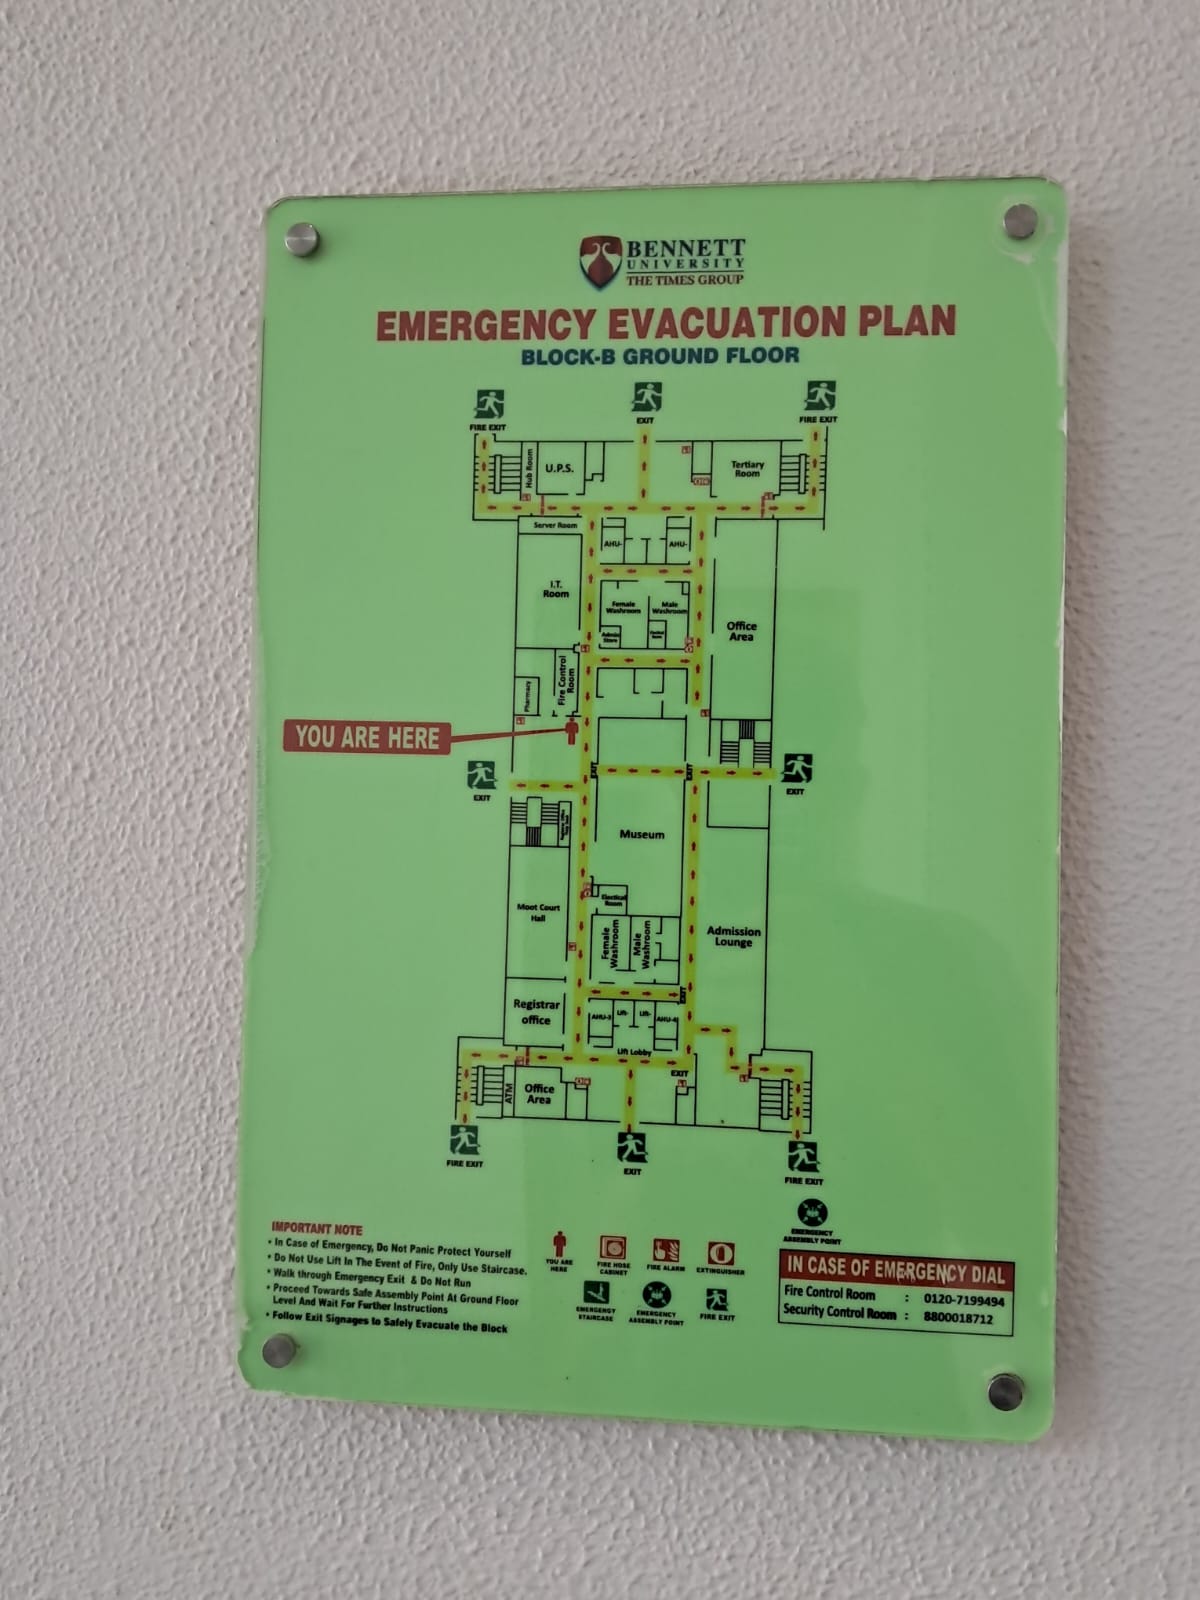 BENNETT
UNIVERSITY
THE TIMES GROUP
EMERGENCY EVACUATION PLAN
BLOCK-B GROUND FLOOR
FIRE EXIT
EXIT
FIRE EXIT
Hub Room
U.P.S.
Tertiary
Room
Server Room
AHU-
AHU-
I.T.
Room
Female
Washroom
Male
Washroom
Admin
Store
Office
Area
Pharmacy
Fire Control
Room
YOU ARE HERE
EXIT
EXIT
EXIT
EXIT
Museum
Moot Court
Hall
Electrical
Room
Female
Washroom
Male
Washroom
Admission
Lounge
EXIT
Registrar
office
AHU-3
Lift-
Lift-
AHU-4
Lift Lobby
EXIT
ATM
Office
Area
FIRE EXIT
EXIT
FIRE EXIT
EMERGENCY
ASSEMBLY POINT
IMPORTANT NOTE
• In Case of Emergency, Do Not Panic Protect Yourself
• Do Not Use Lift In The Event of Fire, Only Use Staircase.
• Walk through Emergency Exit & Do Not Run
• Proceed Towards Safe Assembly Point At Ground Floor
Level And Wait For Further Instructions
• Follow Exit Signages to Safely Evacuate the Block
YOU ARE
HERE
FIRE HOSE
CABINET
FIRE ALARM
EXTINGUISHER
EMERGENCY
STAIRCASE
EMERGENCY
ASSEMBLY POINT
FIRE EXIT
IN CASE OF EMERGENCY DIAL
Fire Control Room : 0120-7199494
Security Control Room : 8800018712